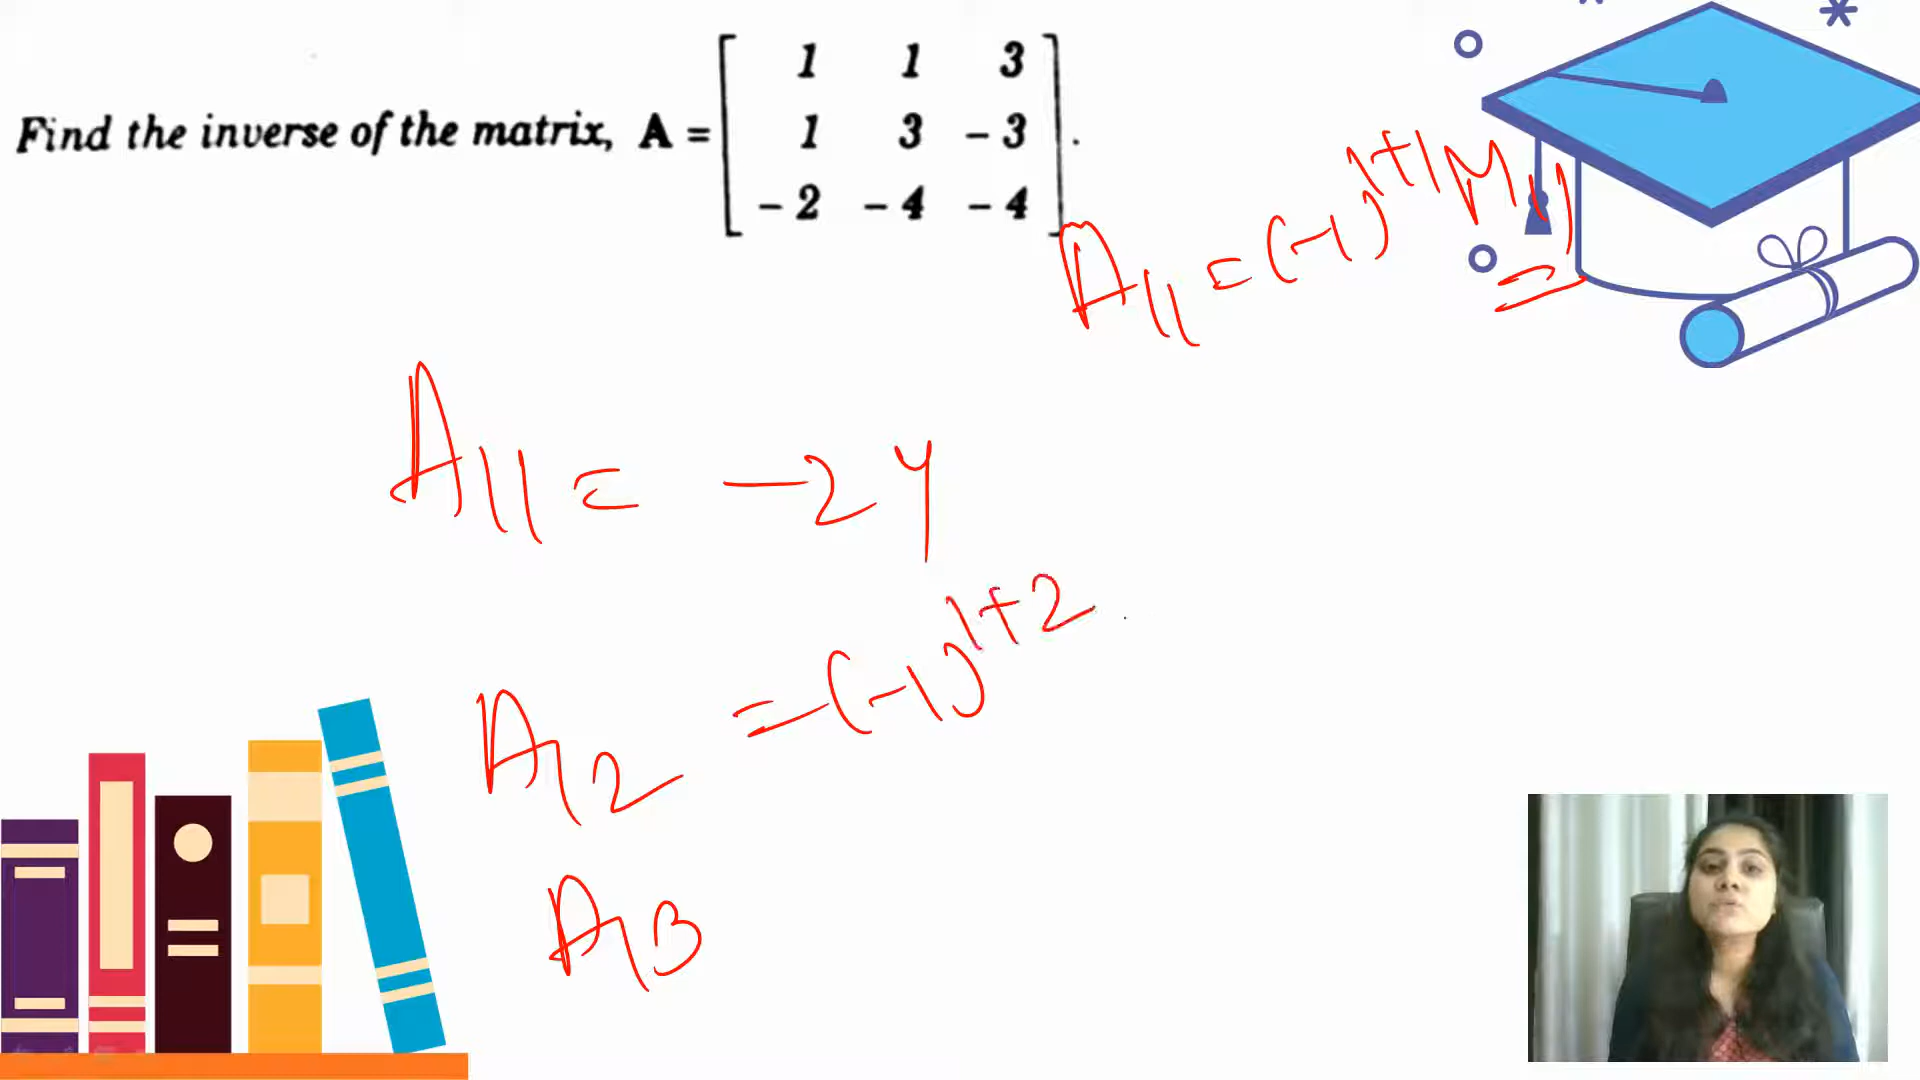 Find the inverse of the matrix, A = [ 1 1 3
1 3 - 3
- 2 - 4 - 4 ].
A11 = (-1)^1+1 M11
A11 = -24
A12 = (-1)^1+2
A13